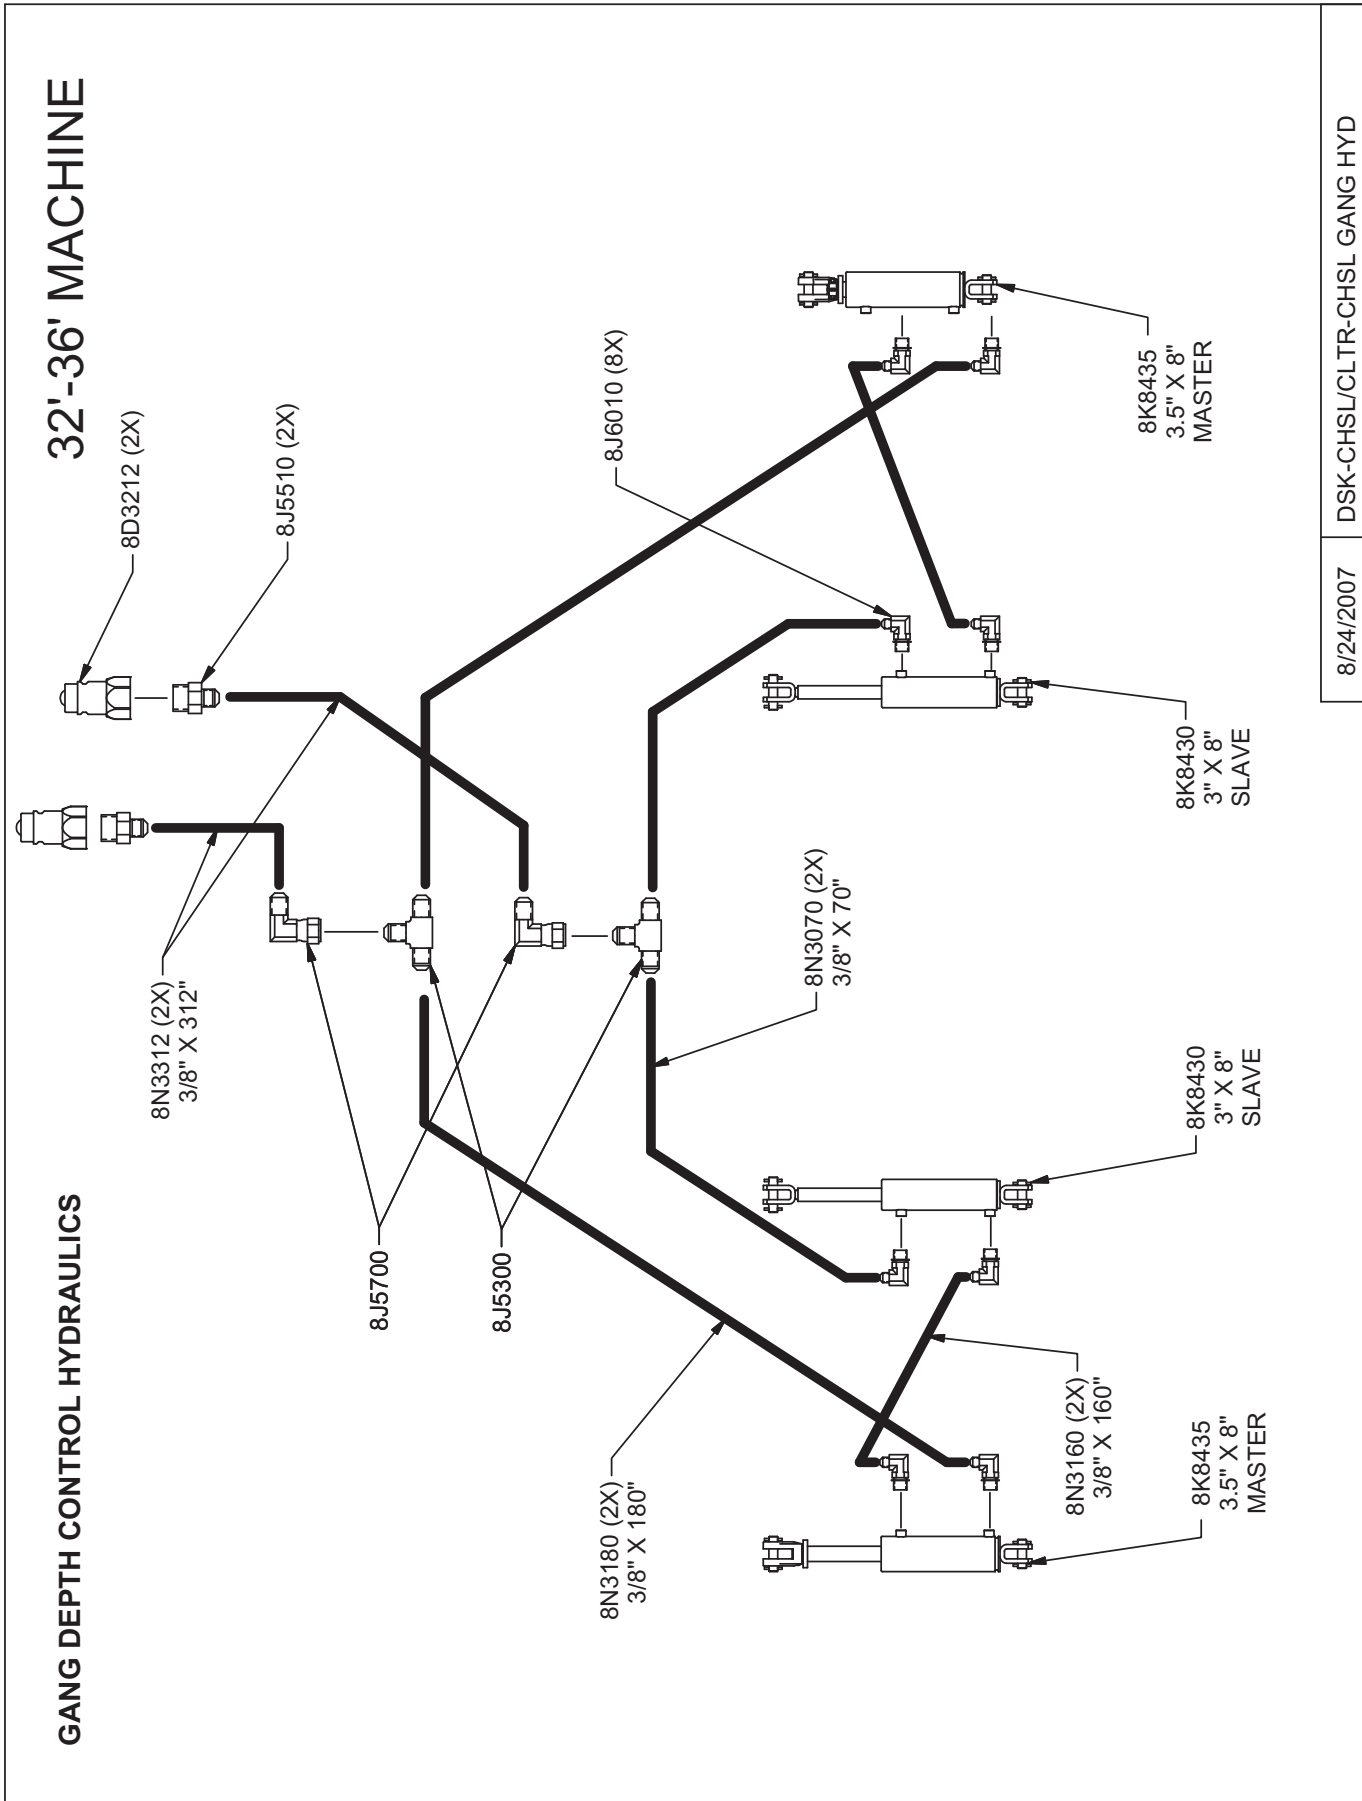 GANG DEPTH CONTROL HYDRAULICS
32'-36' MACHINE
8D3212 (2X)
8J5510 (2X)
8N3312 (2X)
3/8" X 312"
8J5700
8J5300
8J6010 (8X)
8N3180 (2X)
3/8" X 180"
8N3070 (2X)
3/8" X 70"
8N3160 (2X)
3/8" X 160"
8K8435
3.5" X 8"
MASTER
8K8430
3" X 8"
SLAVE
8K8430
3" X 8"
SLAVE
8K8435
3.5" X 8"
MASTER
8/24/2007
DSK-CHSL/CLTR-CHSL GANG HYD